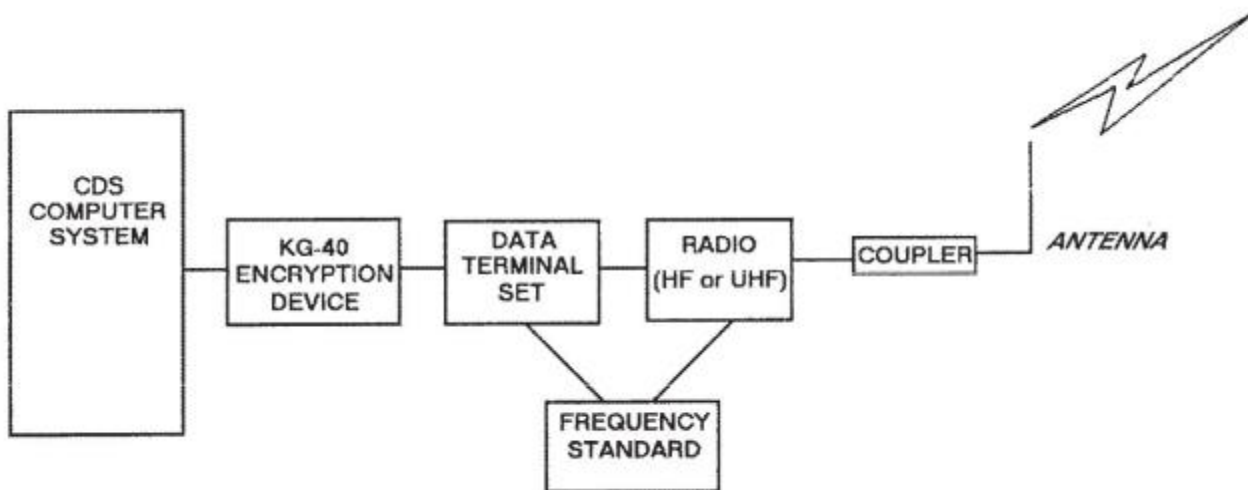 CDS
COMPUTER
SYSTEM
KG-40
ENCRYPTION
DEVICE
DATA
TERMINAL
SET
RADIO
(HF or UHF)
COUPLER
ANTENNA
FREQUENCY
STANDARD